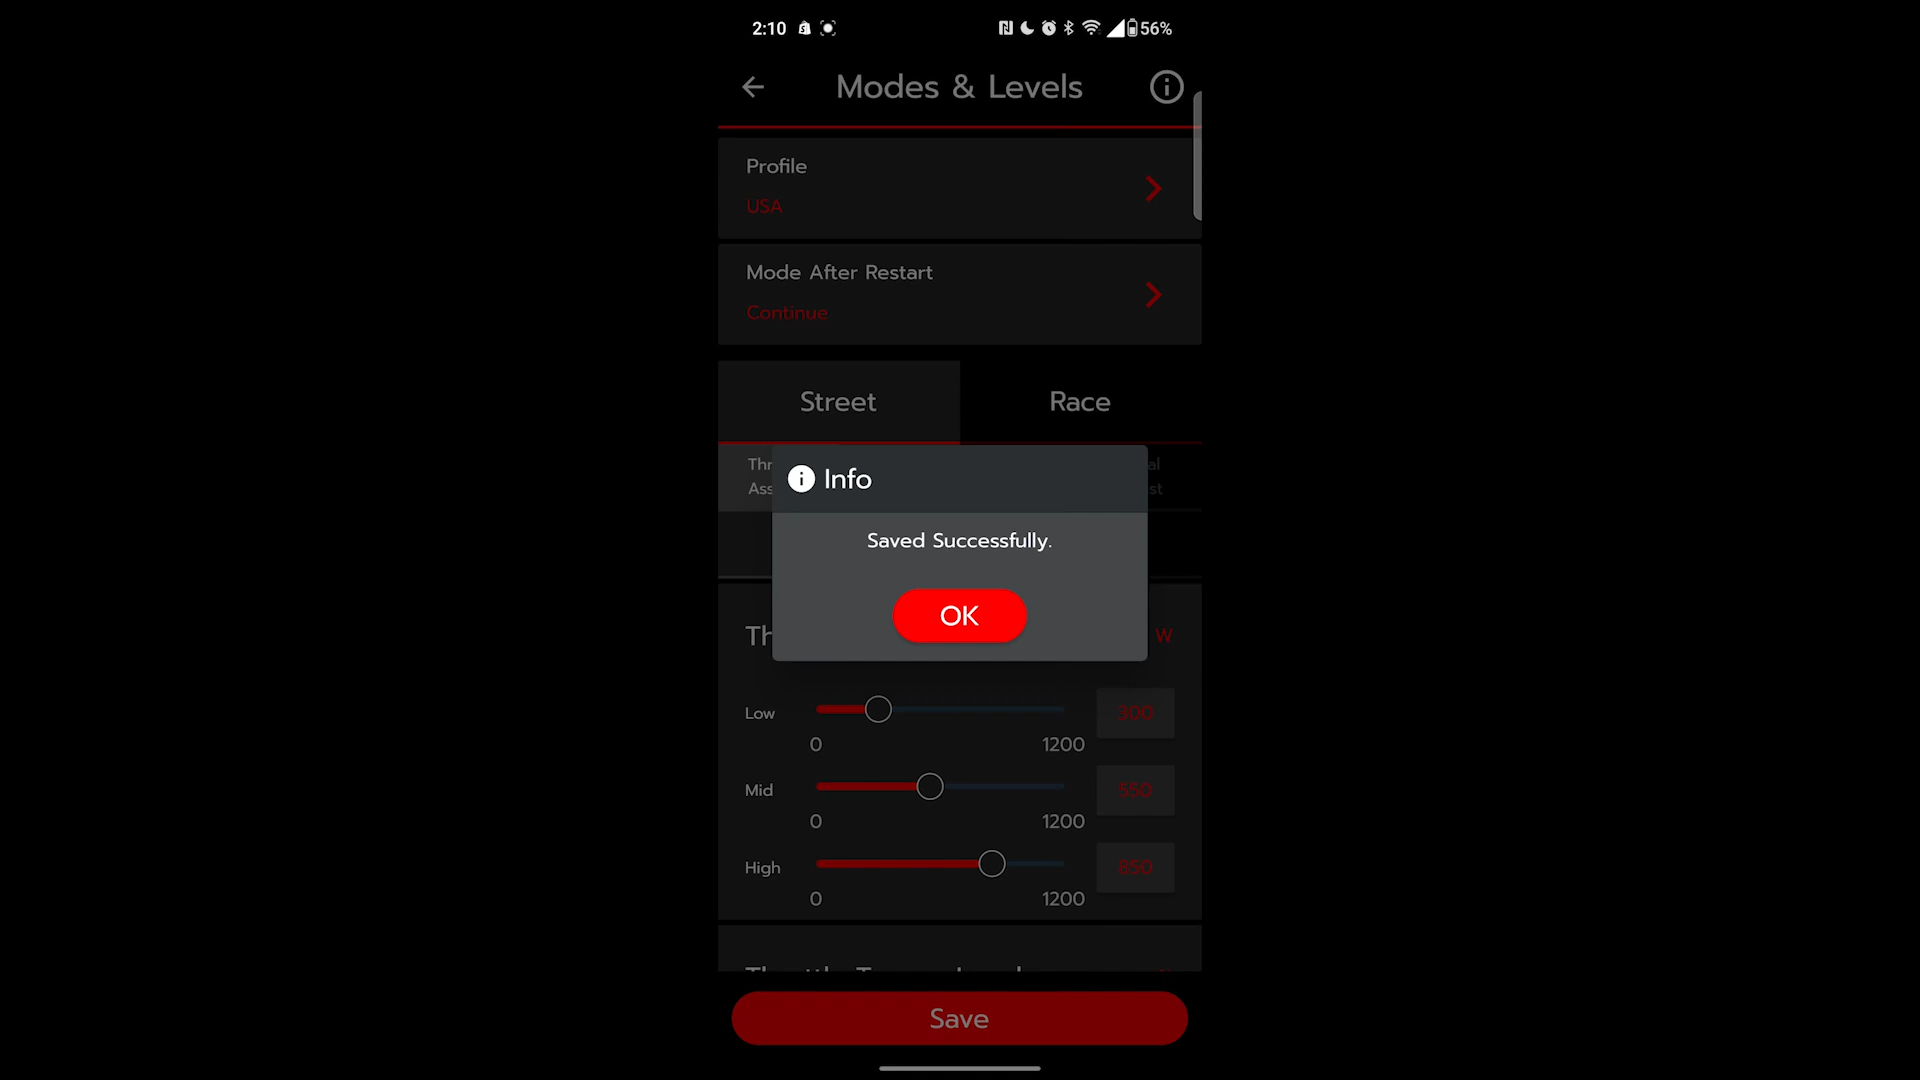 2:10 56%
Modes & Levels
Profile
USA
Mode After Restart
Continue
Street Race
Info
Saved Successfully.
OK
W
Low 300
0 1200
Mid 550
0 1200
High 850
0 1200
Save